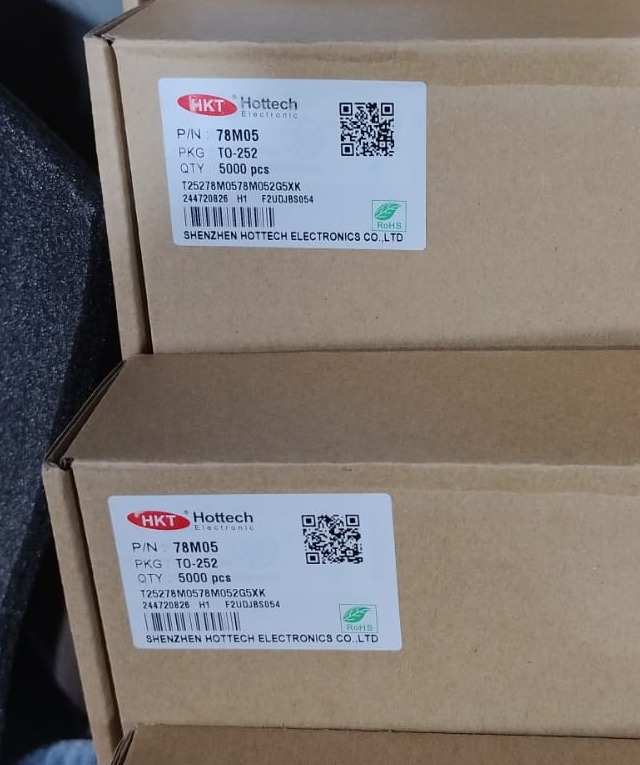 HKT Hottech
Electronic
P/N : 78M05
PKG : TO-252
QTY : 5000 pcs
T25278M0578M052G5XK
244720826 H1 F2UDJBS054
RoHS
SHENZHEN HOTTECH ELECTRONICS CO.,LTD
HKT Hottech
Electronic
P/N : 78M05
PKG : TO-252
QTY : 5000 pcs
T25278M0578M052G5XK
244720826 H1 F2UDJBS054
RoHS
SHENZHEN HOTTECH ELECTRONICS CO.,LTD